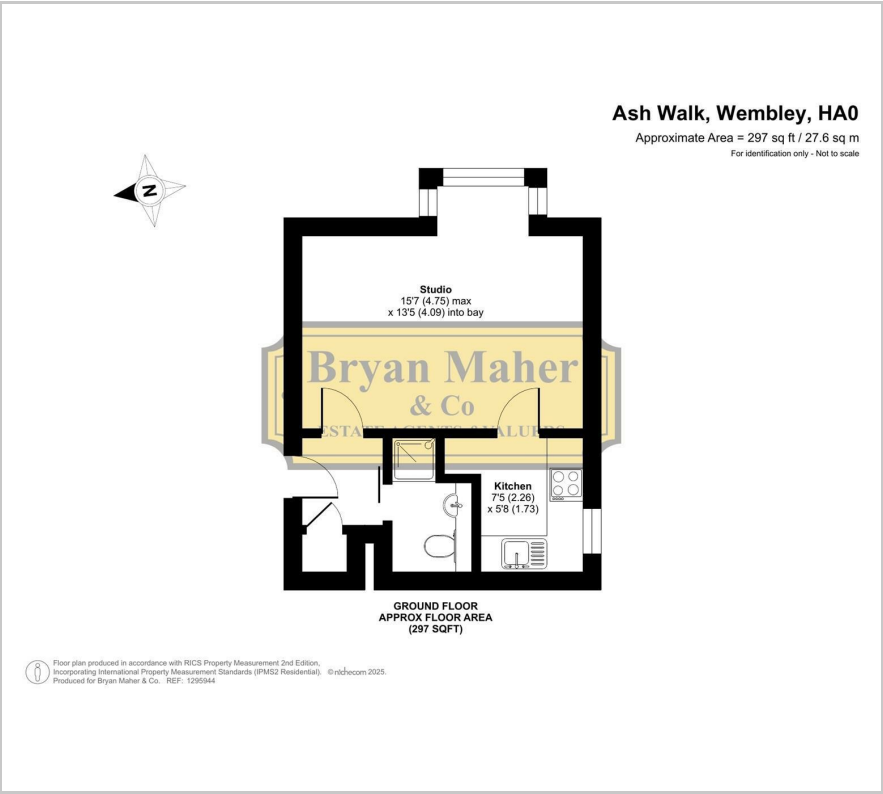 Ash Walk, Wembley, HA0
Approximate Area = 297 sq ft / 27.6 sq m
For identification only - Not to scale
N
Studio
15'7 (4.75) max
x 13'5 (4.09) into bay
Bryan Maher
& Co
ESTATE AGENTS & VALUERS
Kitchen
7'5 (2.26)
x 5'8 (1.73)
GROUND FLOOR
APPROX FLOOR AREA
(297 SQFT)
Floor plan produced in accordance with RICS Property Measurement 2nd Edition,
Incorporating International Property Measurement Standards (IPMS2 Residential). © nichecom 2025.
Produced for Bryan Maher & Co. REF: 1295944